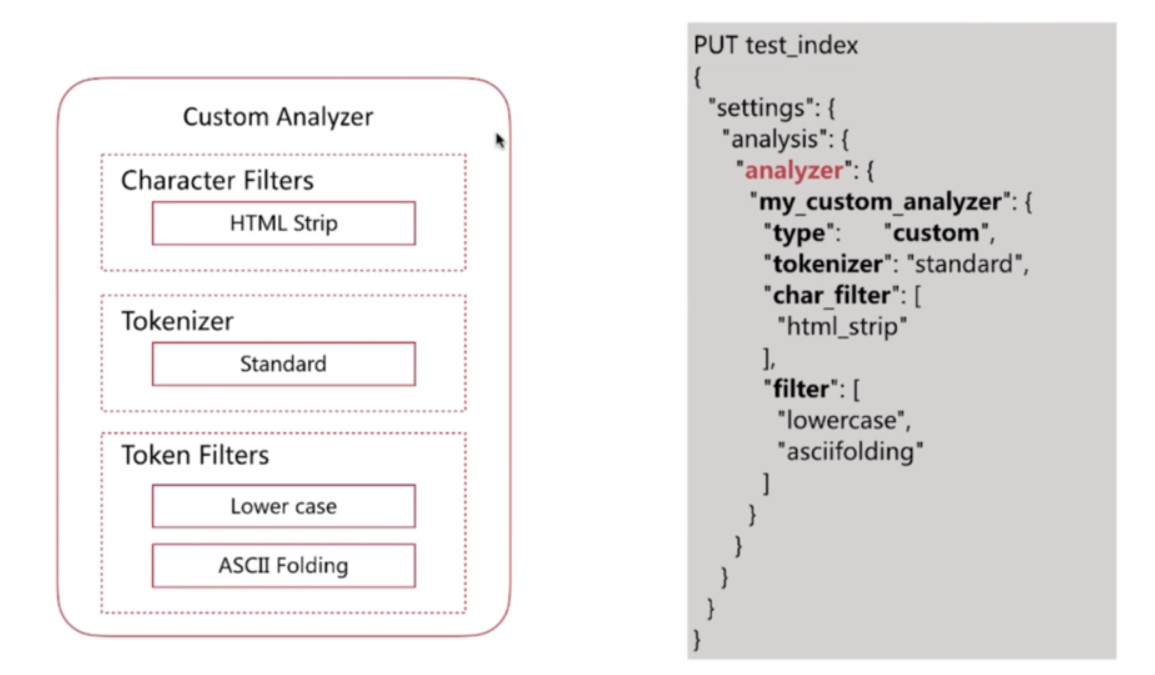 Custom Analyzer
Character Filters
HTML Strip
Tokenizer
Standard
Token Filters
Lower case
ASCII Folding
PUT test_index
{
"settings": {
"analysis": {
"analyzer": {
"my_custom_analyzer": {
"type": "custom",
"tokenizer": "standard",
"char_filter": [
"html_strip"
],
"filter": [
"lowercase",
"asciifolding"
]
}
}
}
}
}